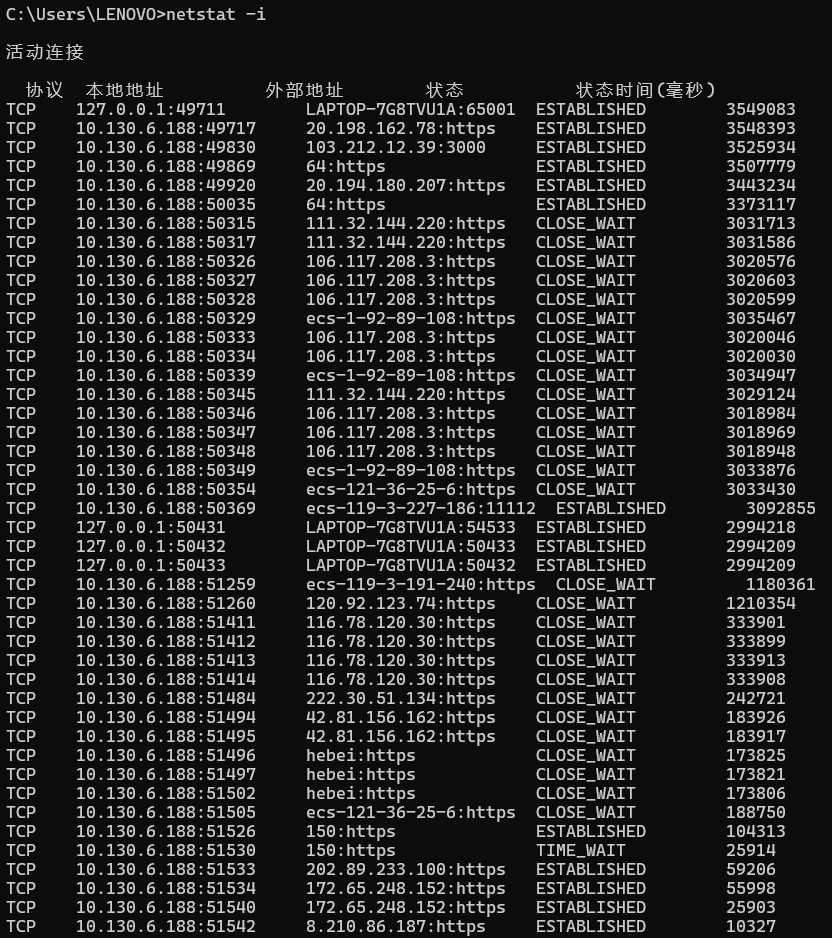 C:\Users\LENOVO>netstat -i
活动连接
协议 本地地址 外部地址 状态 状态时间(毫秒)
TCP 127.0.0.1:49711 LAPTOP-7G8TVU1A:65001 ESTABLISHED 3549083
TCP 10.130.6.188:49717 20.198.162.78:https ESTABLISHED 3548393
TCP 10.130.6.188:49830 103.212.12.39:3000 ESTABLISHED 3525934
TCP 10.130.6.188:49869 64:https ESTABLISHED 3507779
TCP 10.130.6.188:49920 20.194.180.207:https ESTABLISHED 3443234
TCP 10.130.6.188:50035 64:https ESTABLISHED 3373117
TCP 10.130.6.188:50315 111.32.144.220:https CLOSE_WAIT 3031713
TCP 10.130.6.188:50317 111.32.144.220:https CLOSE_WAIT 3031586
TCP 10.130.6.188:50326 106.117.208.3:https CLOSE_WAIT 3020576
TCP 10.130.6.188:50327 106.117.208.3:https CLOSE_WAIT 3020603
TCP 10.130.6.188:50328 106.117.208.3:https CLOSE_WAIT 3020599
TCP 10.130.6.188:50329 ecs-1-92-89-108:https CLOSE_WAIT 3035467
TCP 10.130.6.188:50333 106.117.208.3:https CLOSE_WAIT 3020046
TCP 10.130.6.188:50334 106.117.208.3:https CLOSE_WAIT 3020030
TCP 10.130.6.188:50339 ecs-1-92-89-108:https CLOSE_WAIT 3034947
TCP 10.130.6.188:50345 111.32.144.220:https CLOSE_WAIT 3029124
TCP 10.130.6.188:50346 106.117.208.3:https CLOSE_WAIT 3018984
TCP 10.130.6.188:50347 106.117.208.3:https CLOSE_WAIT 3018969
TCP 10.130.6.188:50348 106.117.208.3:https CLOSE_WAIT 3018948
TCP 10.130.6.188:50349 ecs-1-92-89-108:https CLOSE_WAIT 3033876
TCP 10.130.6.188:50354 ecs-121-36-25-6:https CLOSE_WAIT 3033430
TCP 10.130.6.188:50369 ecs-119-3-227-186:11112 ESTABLISHED 3092855
TCP 127.0.0.1:50431 LAPTOP-7G8TVU1A:54533 ESTABLISHED 2994218
TCP 127.0.0.1:50432 LAPTOP-7G8TVU1A:50433 ESTABLISHED 2994209
TCP 127.0.0.1:50433 LAPTOP-7G8TVU1A:50432 ESTABLISHED 2994209
TCP 10.130.6.188:51259 ecs-119-3-191-240:https CLOSE_WAIT 1180361
TCP 10.130.6.188:51260 120.92.123.74:https CLOSE_WAIT 1210354
TCP 10.130.6.188:51411 116.78.120.30:https CLOSE_WAIT 333901
TCP 10.130.6.188:51412 116.78.120.30:https CLOSE_WAIT 333899
TCP 10.130.6.188:51413 116.78.120.30:https CLOSE_WAIT 333913
TCP 10.130.6.188:51414 116.78.120.30:https CLOSE_WAIT 333908
TCP 10.130.6.188:51484 222.30.51.134:https CLOSE_WAIT 242721
TCP 10.130.6.188:51494 42.81.156.162:https CLOSE_WAIT 183926
TCP 10.130.6.188:51495 42.81.156.162:https CLOSE_WAIT 183917
TCP 10.130.6.188:51496 hebei:https CLOSE_WAIT 173825
TCP 10.130.6.188:51497 hebei:https CLOSE_WAIT 173821
TCP 10.130.6.188:51502 hebei:https CLOSE_WAIT 173806
TCP 10.130.6.188:51505 ecs-121-36-25-6:https CLOSE_WAIT 188750
TCP 10.130.6.188:51526 150:https ESTABLISHED 104313
TCP 10.130.6.188:51530 150:https TIME_WAIT 25914
TCP 10.130.6.188:51533 202.89.233.100:https ESTABLISHED 59206
TCP 10.130.6.188:51534 172.65.248.152:https ESTABLISHED 55998
TCP 10.130.6.188:51540 172.65.248.152:https ESTABLISHED 25903
TCP 10.130.6.188:51542 8.210.86.187:https ESTABLISHED 10327